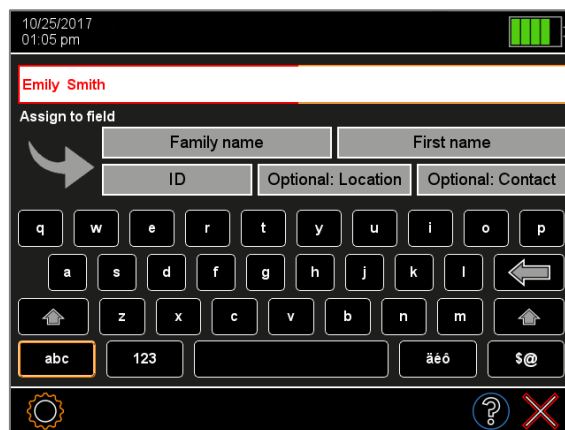 10/25/2017
01:05 pm
Emily Smith
Assign to field
Family name First name
ID Optional: Location Optional: Contact
q w e r t y u i o p
a s d f g h j k l
z x c v b n m
abc 123 äéô $@
?